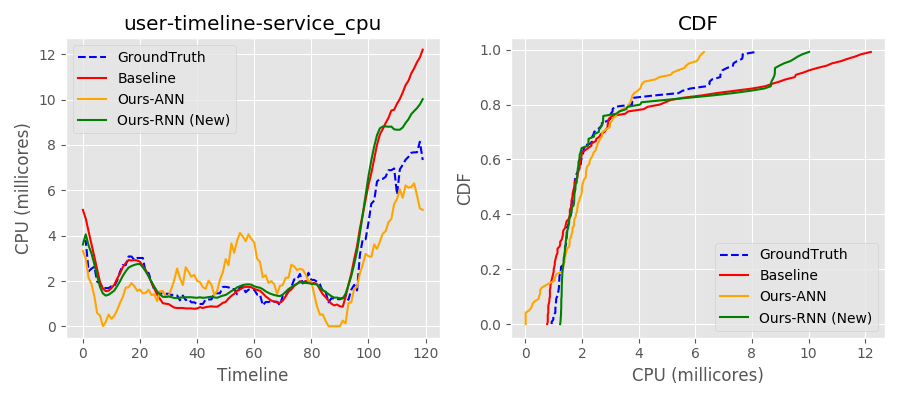 user-timeline-service_cpu
CPU (millicores)
12
10
8
6
4
2
0
GroundTruth
Baseline
Ours-ANN
Ours-RNN (New)
0 20 40 60 80 100 120
Timeline
CDF
CDF
1.0
0.8
0.6
0.4
0.2
0.0
GroundTruth
Baseline
Ours-ANN
Ours-RNN (New)
0 2 4 6 8 10 12
CPU (millicores)